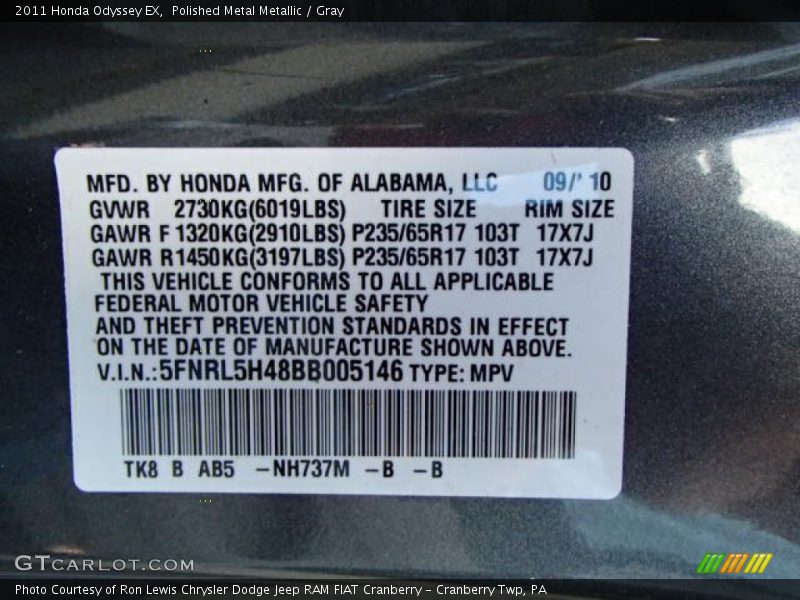 2011 Honda Odyssey EX, Polished Metal Metallic / Gray
MFD. BY HONDA MFG. OF ALABAMA, LLC 09/' 10
GVWR 2730KG(6019LBS) TIRE SIZE RIM SIZE
GAWR F 1320KG(2910LBS) P235/65R17 103T 17X7J
GAWR R1450KG(3197LBS) P235/65R17 103T 17X7J
THIS VEHICLE CONFORMS TO ALL APPLICABLE
FEDERAL MOTOR VEHICLE SAFETY
AND THEFT PREVENTION STANDARDS IN EFFECT
ON THE DATE OF MANUFACTURE SHOWN ABOVE.
V.I.N.:5FNRL5H48BB005146 TYPE: MPV
TK8 B AB5 -NH737M -B -B
GTCARLOT.COM
Photo Courtesy of Ron Lewis Chrysler Dodge Jeep RAM FIAT Cranberry - Cranberry Twp, PA